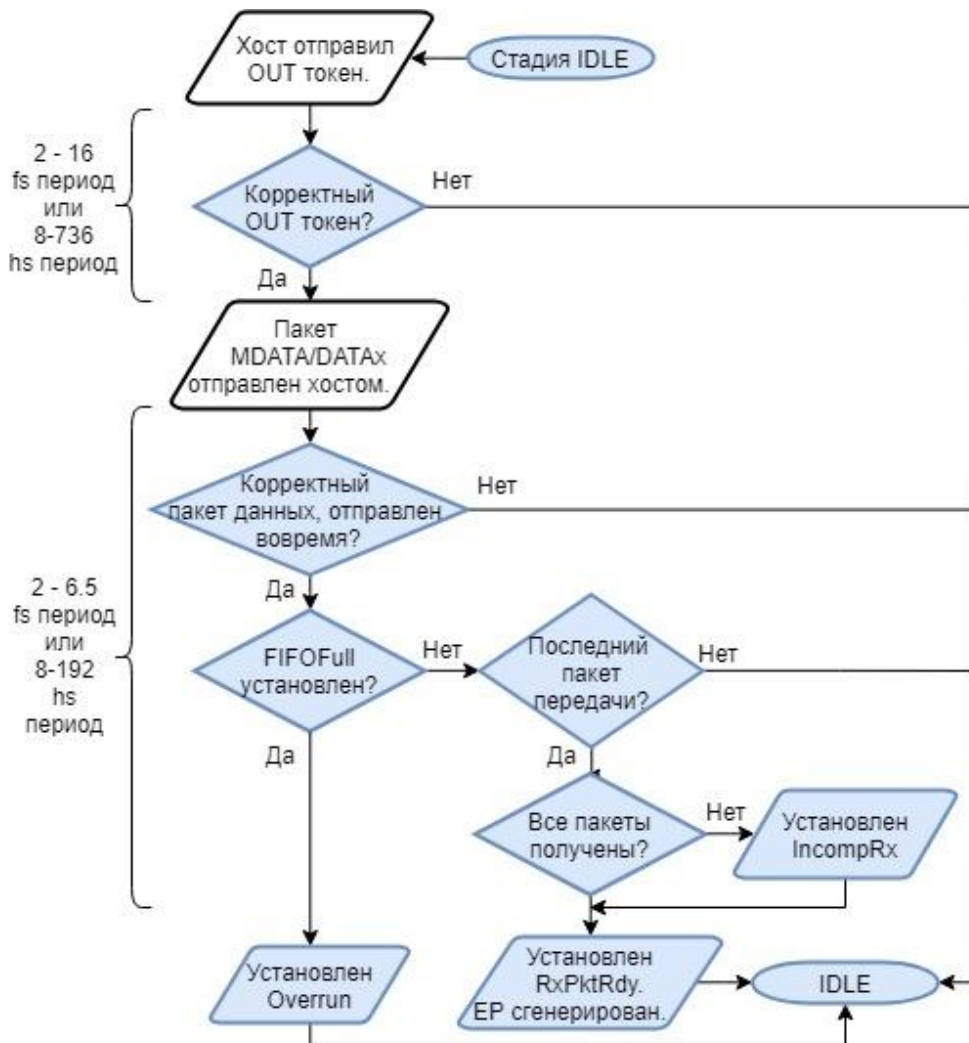 Хост отправил
OUT токен.
Стадия IDLE
2 - 16
fs период
или
8-736
hs период
Корректный
OUT токен?
Нет
Да
Пакет
MDATA/DATAx
отправлен хостом.
Корректный
пакет данных, отправлен
вовремя?
Нет
Да
2 - 6.5
fs период
или
8-192
hs
период
FIFOFull
установлен?
Нет
Последний
пакет
передачи?
Нет
Да
Да
Все пакеты
получены?
Нет
Установлен
IncompRx
Установлен
Overrun
Установлен
RxPktRdy.
EP сгенерирован.
IDLE